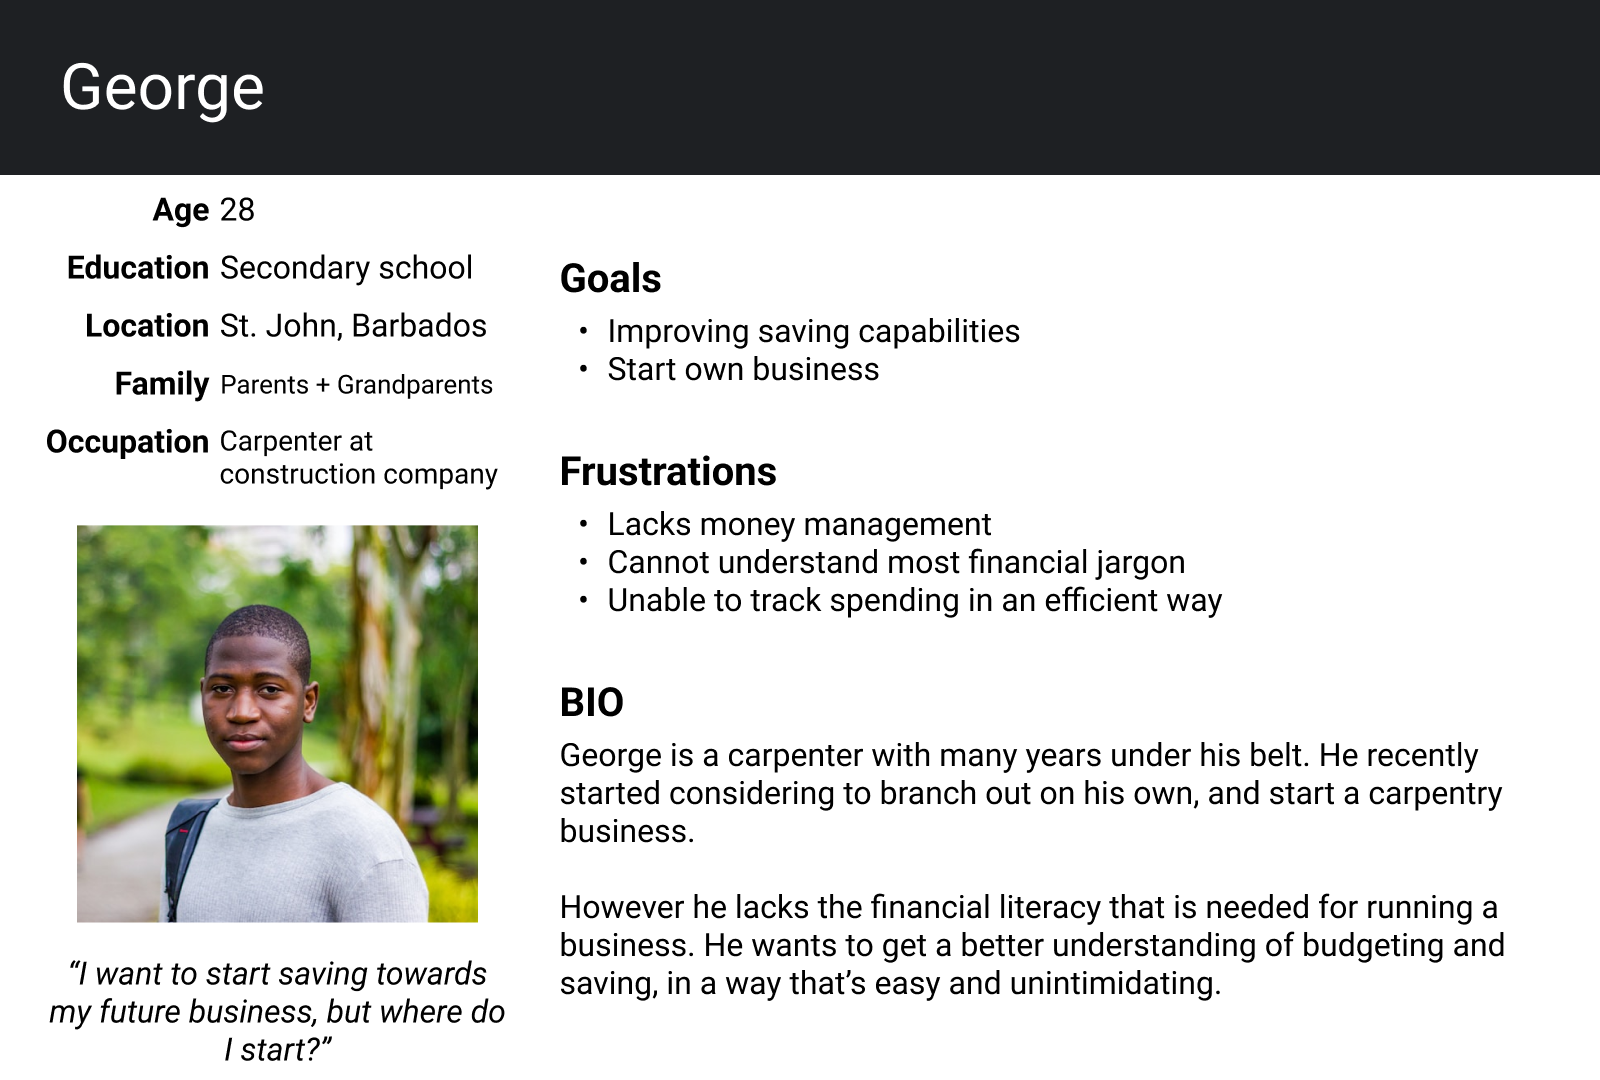 George
Age 28
Education Secondary school
Location St. John, Barbados
Family Parents + Grandparents
Occupation Carpenter at
construction company
“I want to start saving towards
my future business, but where do
I start?”
Goals
• Improving saving capabilities
• Start own business
Frustrations
• Lacks money management
• Cannot understand most financial jargon
• Unable to track spending in an efficient way
BIO
George is a carpenter with many years under his belt. He recently
started considering to branch out on his own, and start a carpentry
business.
However he lacks the financial literacy that is needed for running a
business. He wants to get a better understanding of budgeting and
saving, in a way that’s easy and unintimidating.